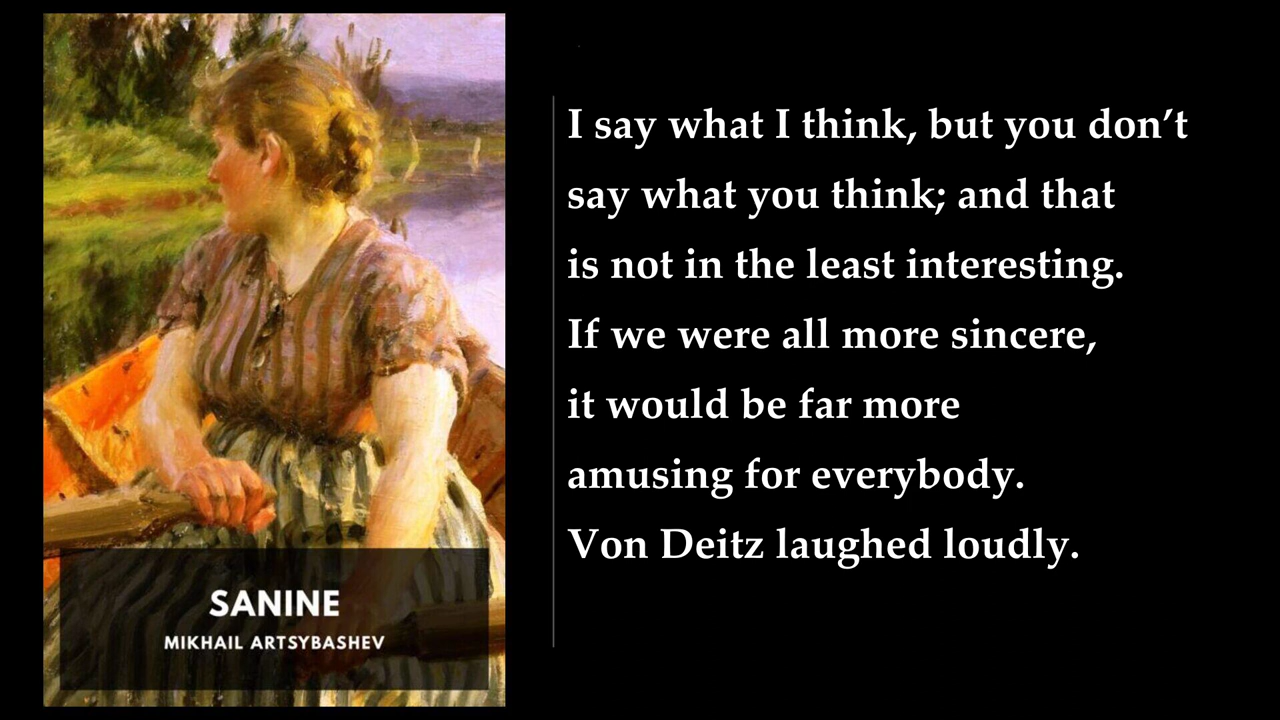 SANINE
MIKHAIL ARTSYBASHEV
I say what I think, but you don’t
say what you think; and that
is not in the least interesting.
If we were all more sincere,
it would be far more
amusing for everybody.
Von Deitz laughed loudly.